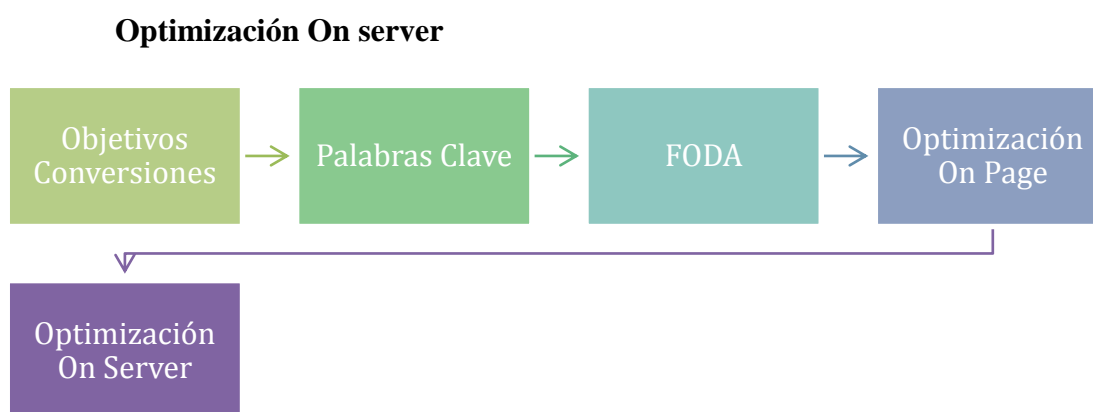 Optimización On server
Objetivos
Conversiones
Palabras Clave
FODA
Optimización
On Page
Optimización
On Server